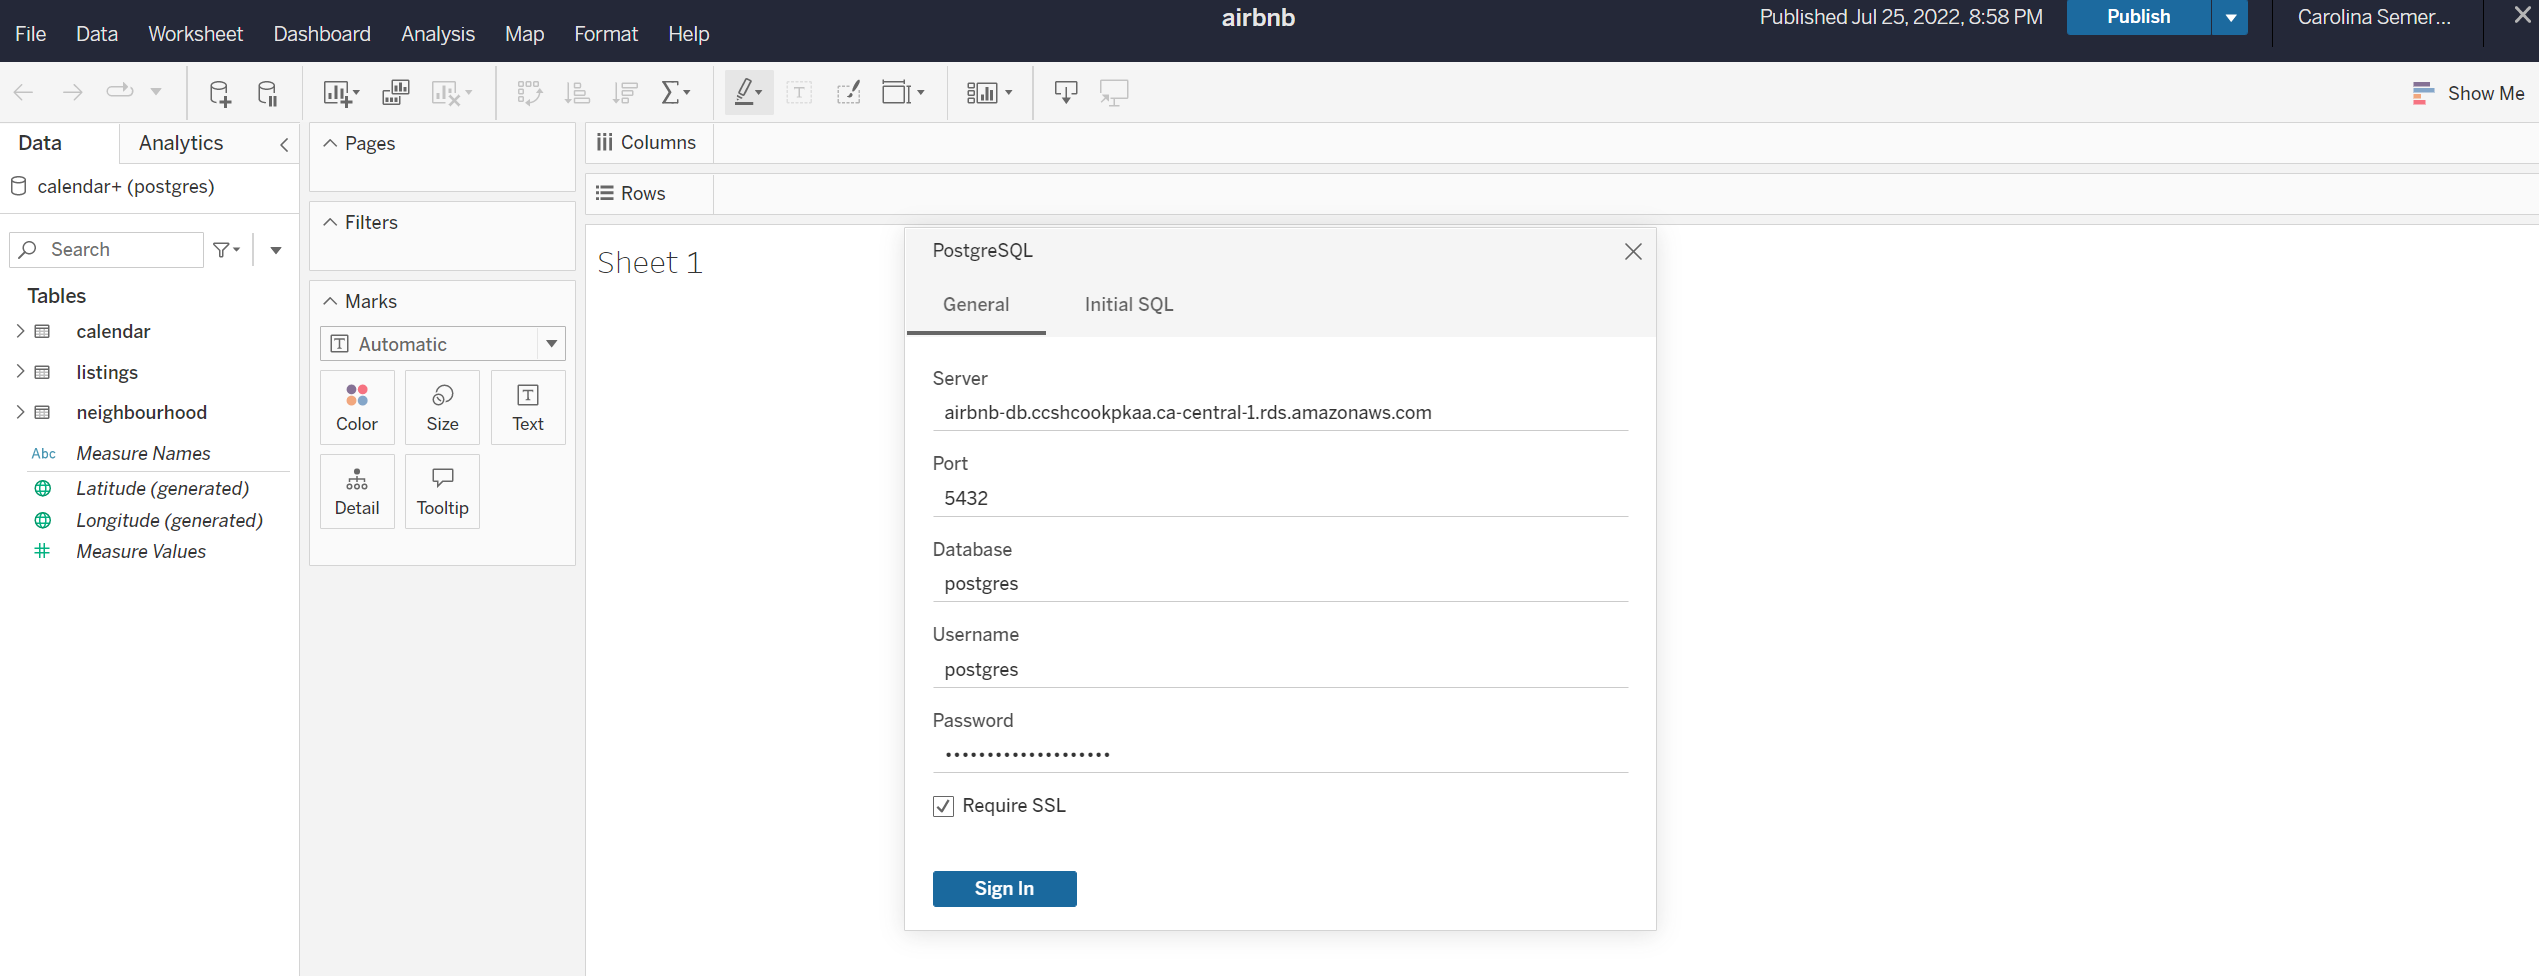 airbnb
Published Jul 25, 2022, 8:58 PM
Publish
Carolina Semer...
File Data Worksheet Dashboard Analysis Map Format Help
Show Me
Data
Analytics
calendar+ (postgres)
Search
Tables
calendar
listings
neighbourhood
Abc Measure Names
Latitude (generated)
Longitude (generated)
Measure Values
Pages
Filters
Marks
T Automatic
Color
Size
T
Text
Detail
Tooltip
Columns
Rows
Sheet 1
PostgreSQL
General
Initial SQL
Server
airbnb-db.ccshcookpkaa.ca-central-1.rds.amazonaws.com
Port
5432
Database
postgres
Username
postgres
Password
••••••••••••••••••••
Require SSL
Sign In